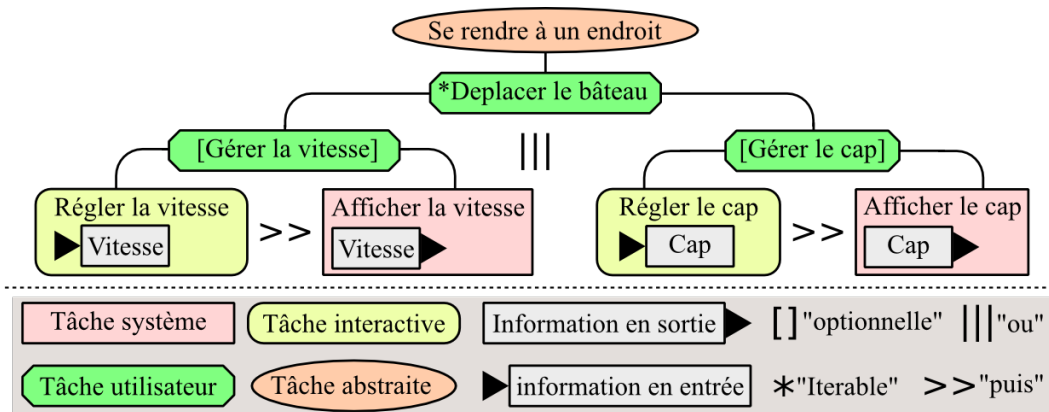 Se rendre à un endroit
*Deplacer le bâteau
[Gérer la vitesse] ||| [Gérer le cap]
Régler la vitesse >> Afficher la vitesse Régler le cap >> Afficher le cap
Vitesse Vitesse Cap Cap
Tâche système Tâche interactive Information en sortie [ ] "optionnelle" ||| "ou"
Tâche utilisateur Tâche abstraite information en entrée * "Iterable" >> "puis"